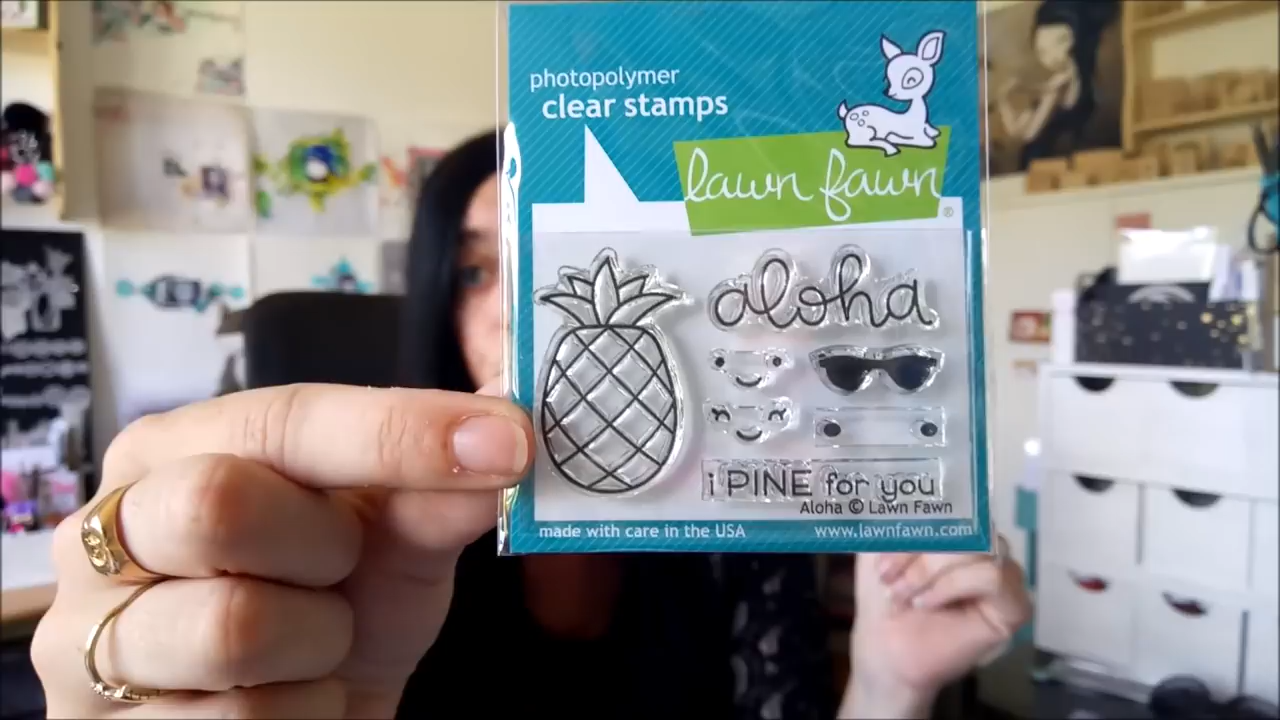 photopolymer
clear stamps
lawn fawn
®
aloha
i PINE for you
Aloha © Lawn Fawn
made with care in the USA
www.lawnfawn.com